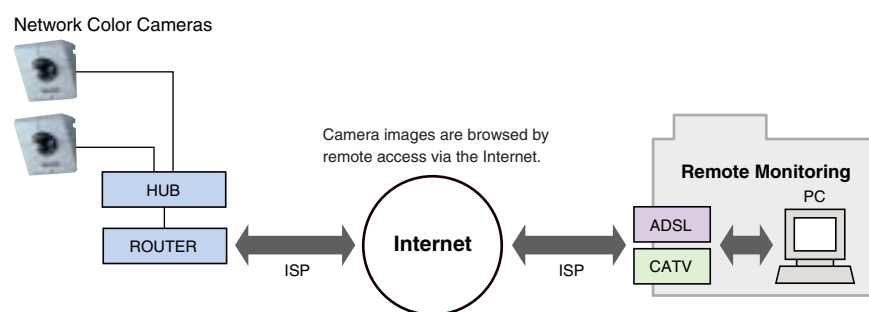 Network Color Cameras
Camera images are browsed by
remote access via the Internet.
HUB
ROUTER
ISP
Internet
ISP
Remote Monitoring
PC
ADSL
CATV